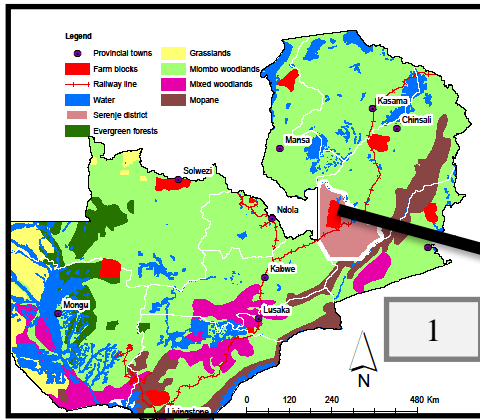 Legend
Provincial towns
Farm blocks
Railway line
Water
Serenje district
Evergreen forests
Grasslands
Miombo woodlands
Mixed woodlands
Mopane
Kasama
Chinsali
Mansa
Solwezi
Ndola
Kabwe
Mongu
Lusaka
Livingstone
1
N
0 120 240 480 Km